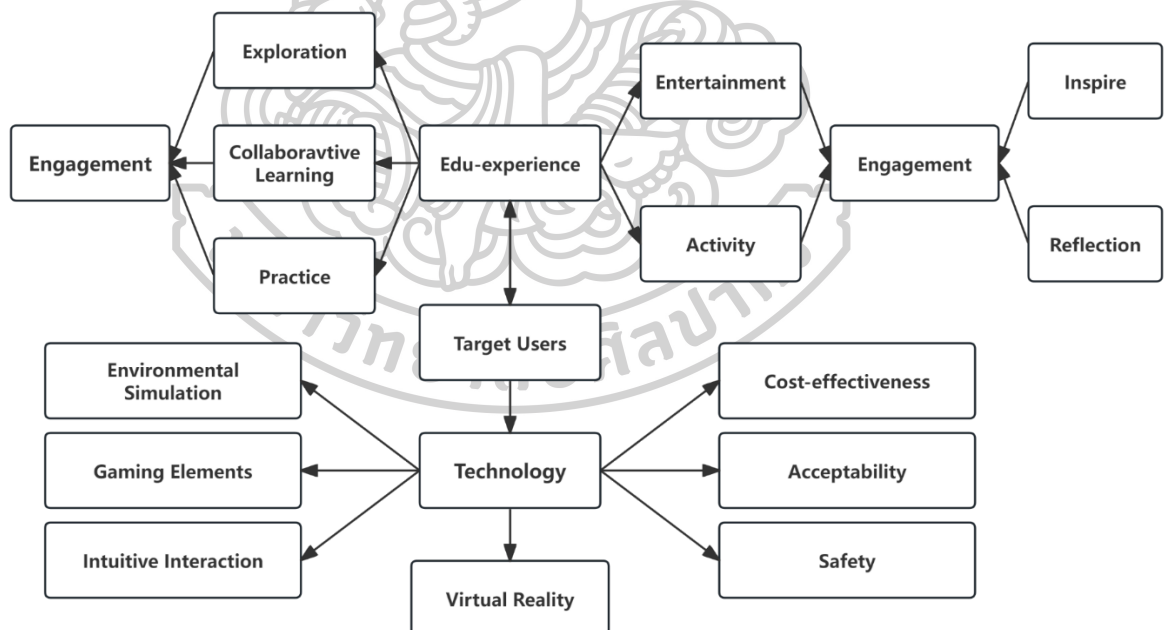 Exploration
Entertainment
Inspire
Engagement
Collaboravtive
Learning
Edu-experience
Engagement
Practice
Activity
Reflection
Target Users
Environmental
Simulation
Cost-effectiveness
Gaming Elements
Technology
Acceptability
Intuitive Interaction
Safety
Virtual Reality